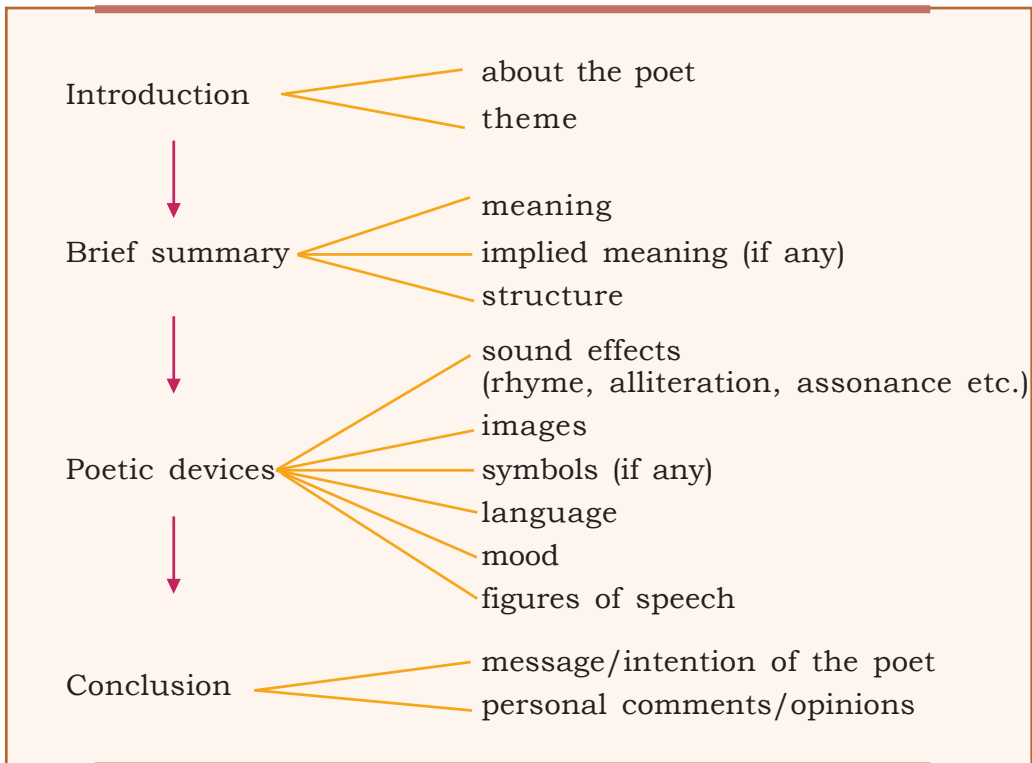 Introduction
about the poet
theme
Brief summary
meaning
implied meaning (if any)
structure
Poetic devices
sound effects
(rhyme, alliteration, assonance etc.)
images
symbols (if any)
language
mood
figures of speech
Conclusion
message/intention of the poet
personal comments/opinions